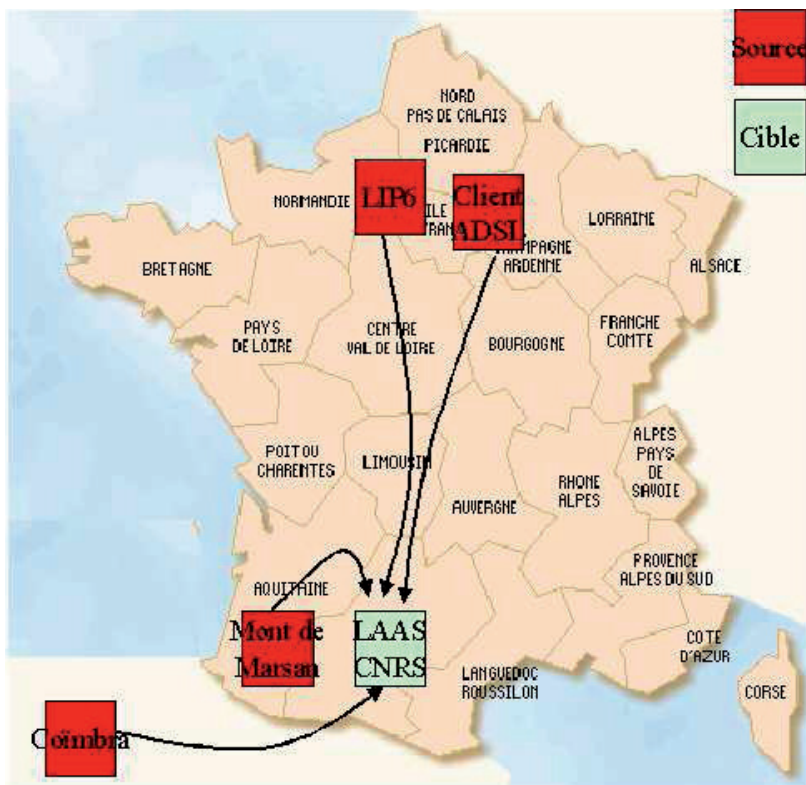 Source
Cible
NORD
PAS DE CALAIS
PICARDIE
LIP6
Client
ADSL
NORMANDIE
ILE
LORRAINE
ARDENNE
ALSACE
BRETAGNE
PAYS
DE LOIRE
CENTRE
VAL DE LOIRE
BOURGOGNE
FRANCHE
COMTE
POITOU
CHARENTES
LIMOUSIN
AUVERGNE
RHONE
ALPES
ALPES
PAYS
DE
SAVOIE
PROVENCE
ALPES DU SUD
AQUITAINE
Mont de
Marsan
LAAS
CNRS
LANGUEDOC
ROUSSILON
COTE
D'AZUR
CORSE
Coïmbra